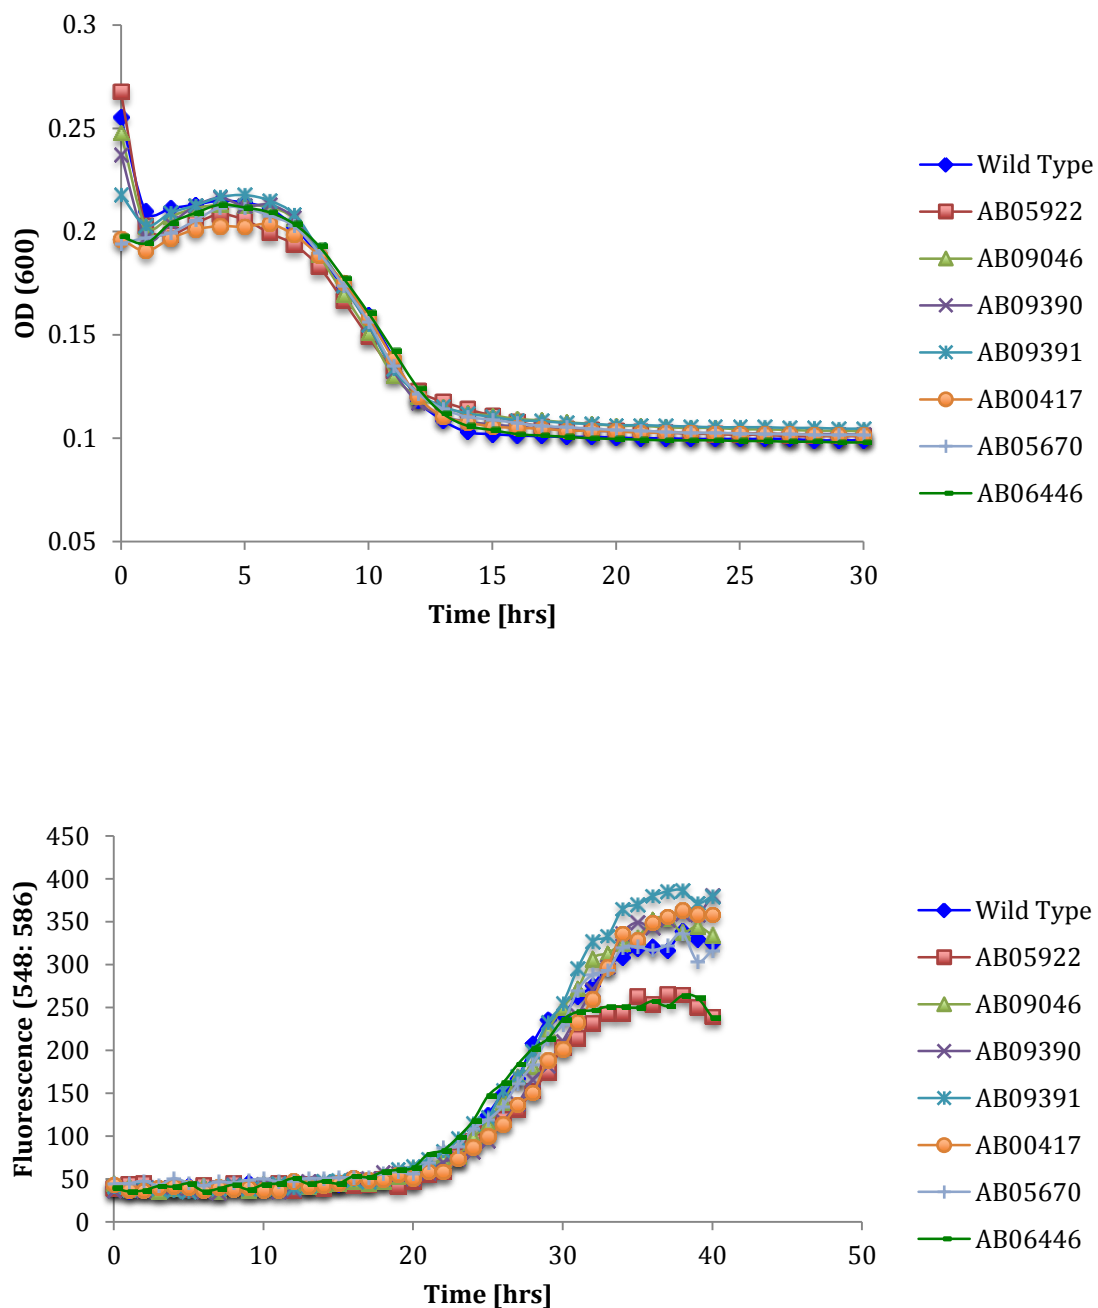 0.3
0.25
0.2
0.15
0.1
0.05
OD (600)
0 5 10 15 20 25 30
Time [hrs]
Wild Type
AB05922
AB09046
AB09390
AB09391
AB00417
AB05670
AB06446
450
400
350
300
250
200
150
100
50
0
Fluorescence (548: 586)
0 10 20 30 40 50
Time [hrs]
Wild Type
AB05922
AB09046
AB09390
AB09391
AB00417
AB05670
AB06446